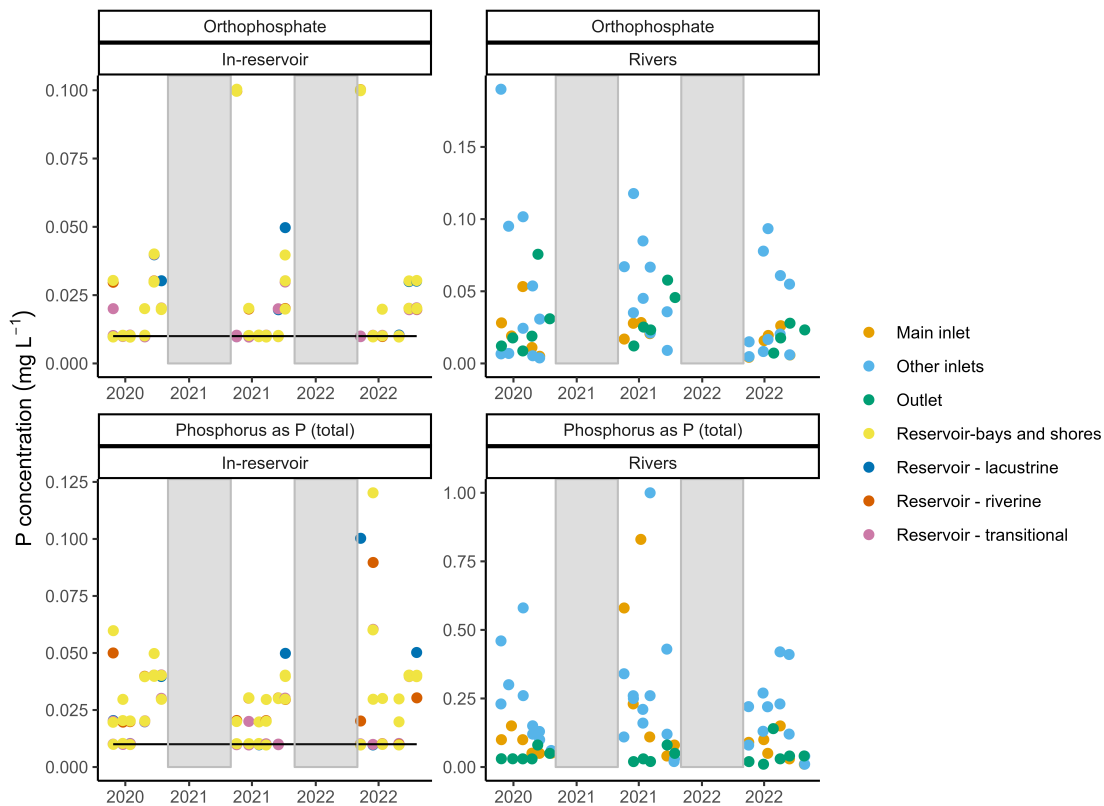 Orthophosphate
In-reservoir
0.100
0.075
0.050
0.025
0.000
2020 2021 2021 2022 2022
Orthophosphate
Rivers
0.15
0.10
0.05
0.00
2020 2021 2021 2022 2022
Phosphorus as P (total)
In-reservoir
0.125
0.100
0.075
0.050
0.025
0.000
2020 2021 2021 2022 2022
Phosphorus as P (total)
Rivers
1.00
0.75
0.50
0.25
0.00
2020 2021 2021 2022 2022
P concentration (mg L⁻¹)
Main inlet
Other inlets
Outlet
Reservoir-bays and shores
Reservoir - lacustrine
Reservoir - riverine
Reservoir - transitional